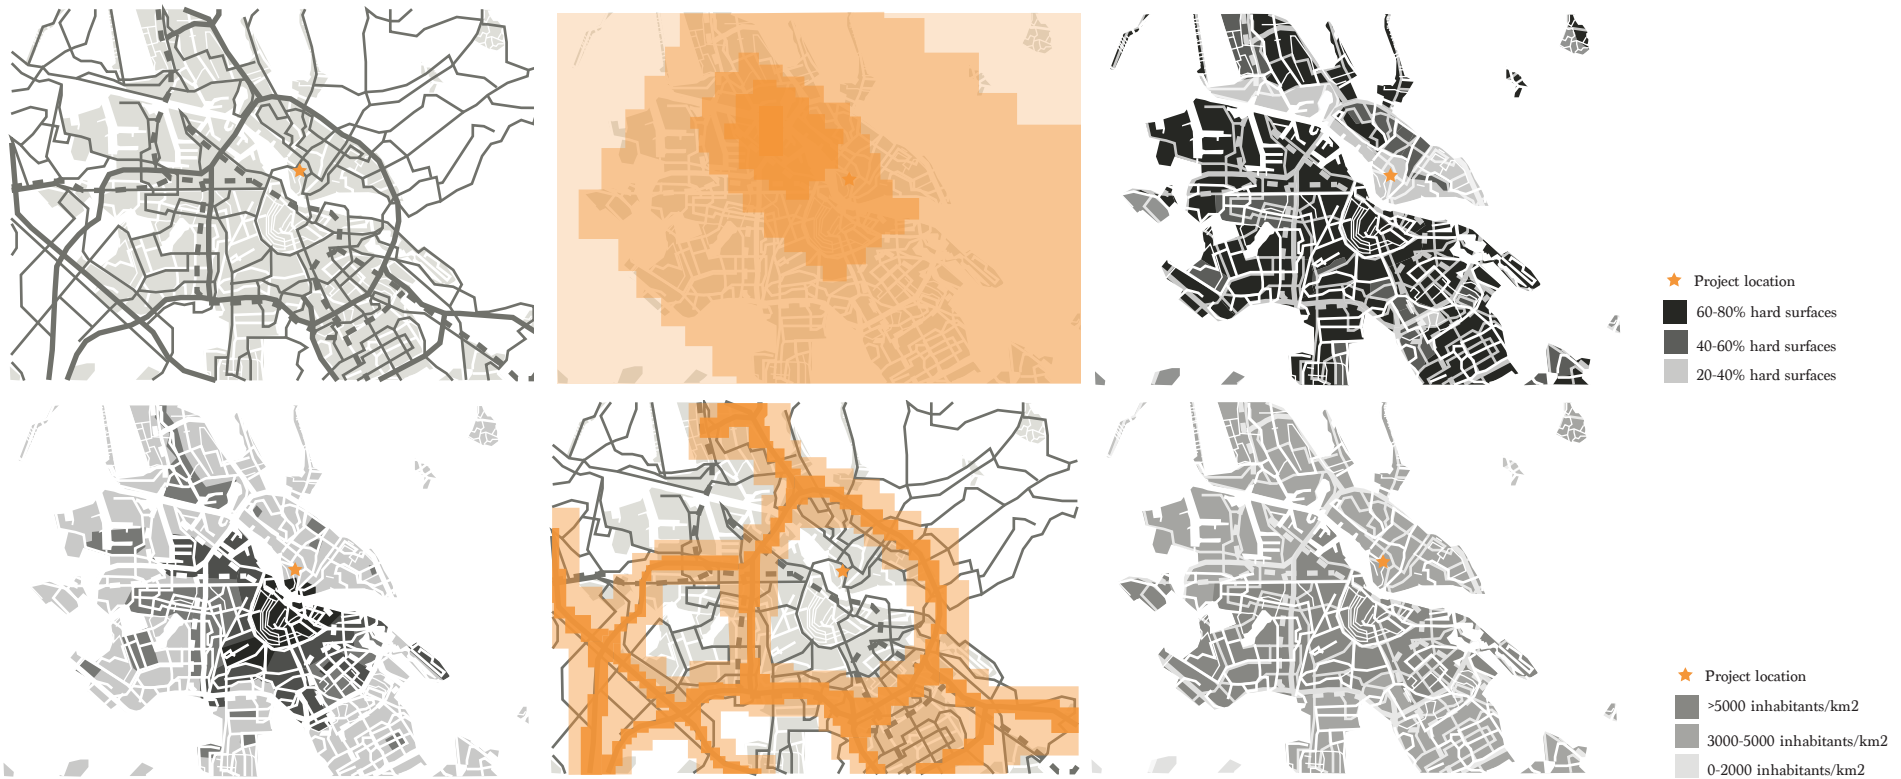 Project location
60-80% hard surfaces
40-60% hard surfaces
20-40% hard surfaces
Project location
>5000 inhabitants/km2
3000-5000 inhabitants/km2
0-2000 inhabitants/km2